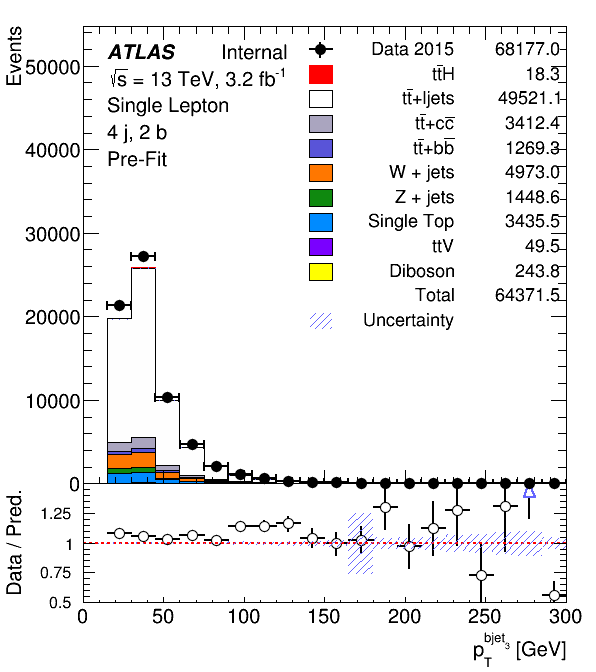 Events
50000
40000
30000
20000
10000
0
ATLAS Internal
√s = 13 TeV, 3.2 fb⁻¹
Single Lepton
4 j, 2 b
Pre-Fit
Data 2015 68177.0
tt̄H 18.3
tt̄+ljets 49521.1
tt̄+cc̄ 3412.4
tt̄+bb̄ 1269.3
W + jets 4973.0
Z + jets 1448.6
Single Top 3435.5
ttV 49.5
Diboson 243.8
Total 64371.5
Uncertainty
Data / Pred.
1.25
1
0.75
0.5
0 50 100 150 200 250 300
p_T^{bjet_3} [GeV]